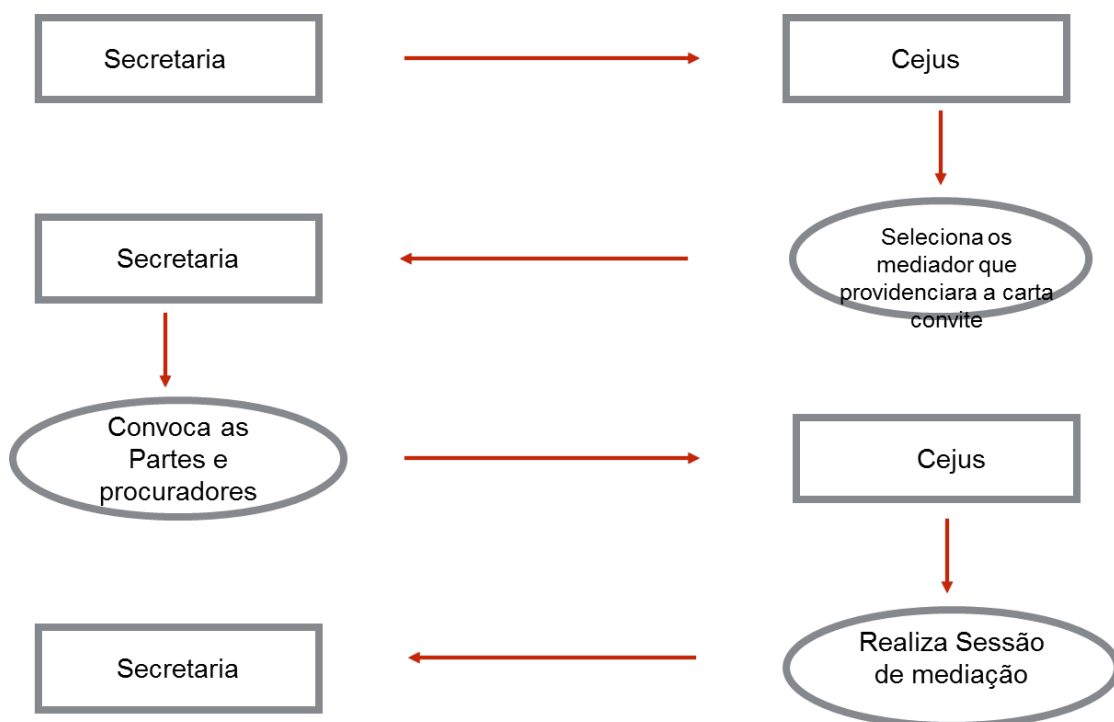 Secretaria
Cejus
Secretaria
Seleciona os
mediador que
providenciara a carta
convite
Convoca as
Partes e
procuradores
Cejus
Secretaria
Realiza Sessão
de mediação